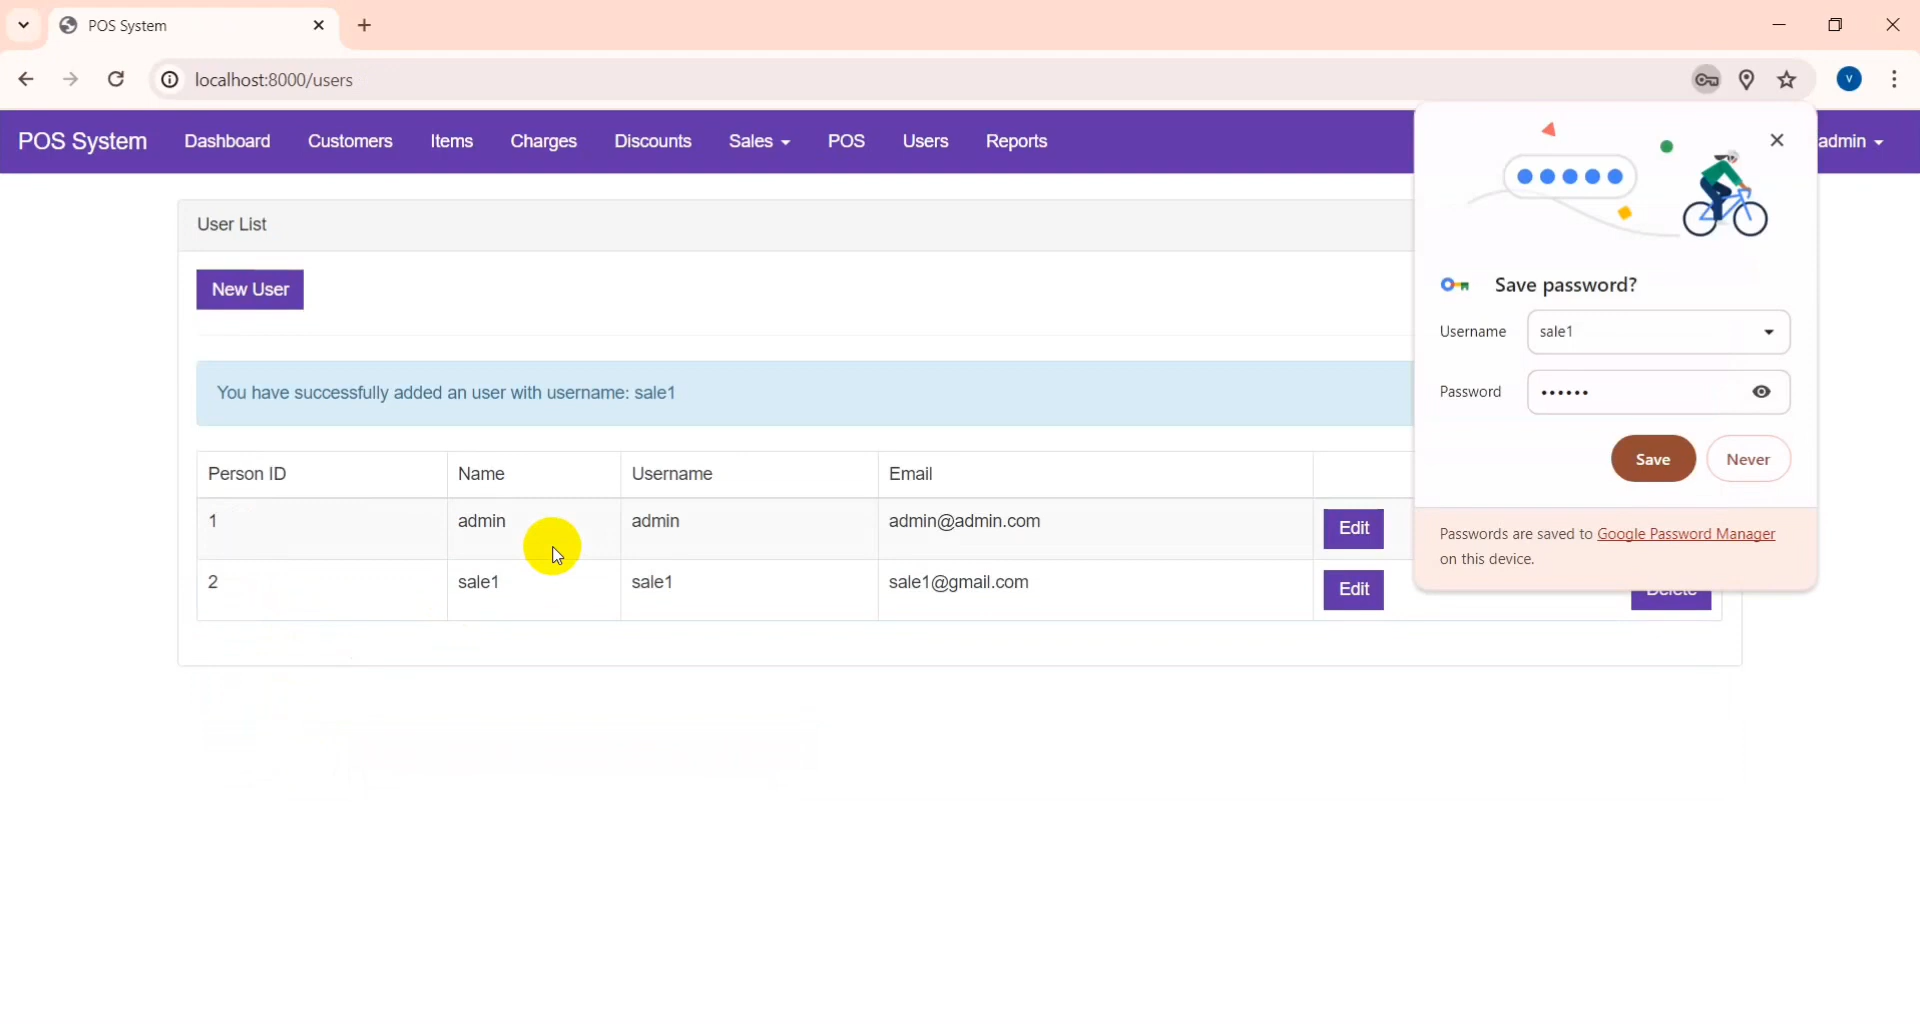 POS System
localhost:8000/users
V
POS System Dashboard Customers Items Charges Discounts Sales POS Users Reports admin
User List
New User
You have successfully added an user with username: sale1
Person ID Name Username Email
1 admin admin admin@admin.com Edit
2 sale1 sale1 sale1@gmail.com Edit Delete
Save password?
Username sale1
Password ••••••
Save Never
Passwords are saved to Google Password Manager
on this device.